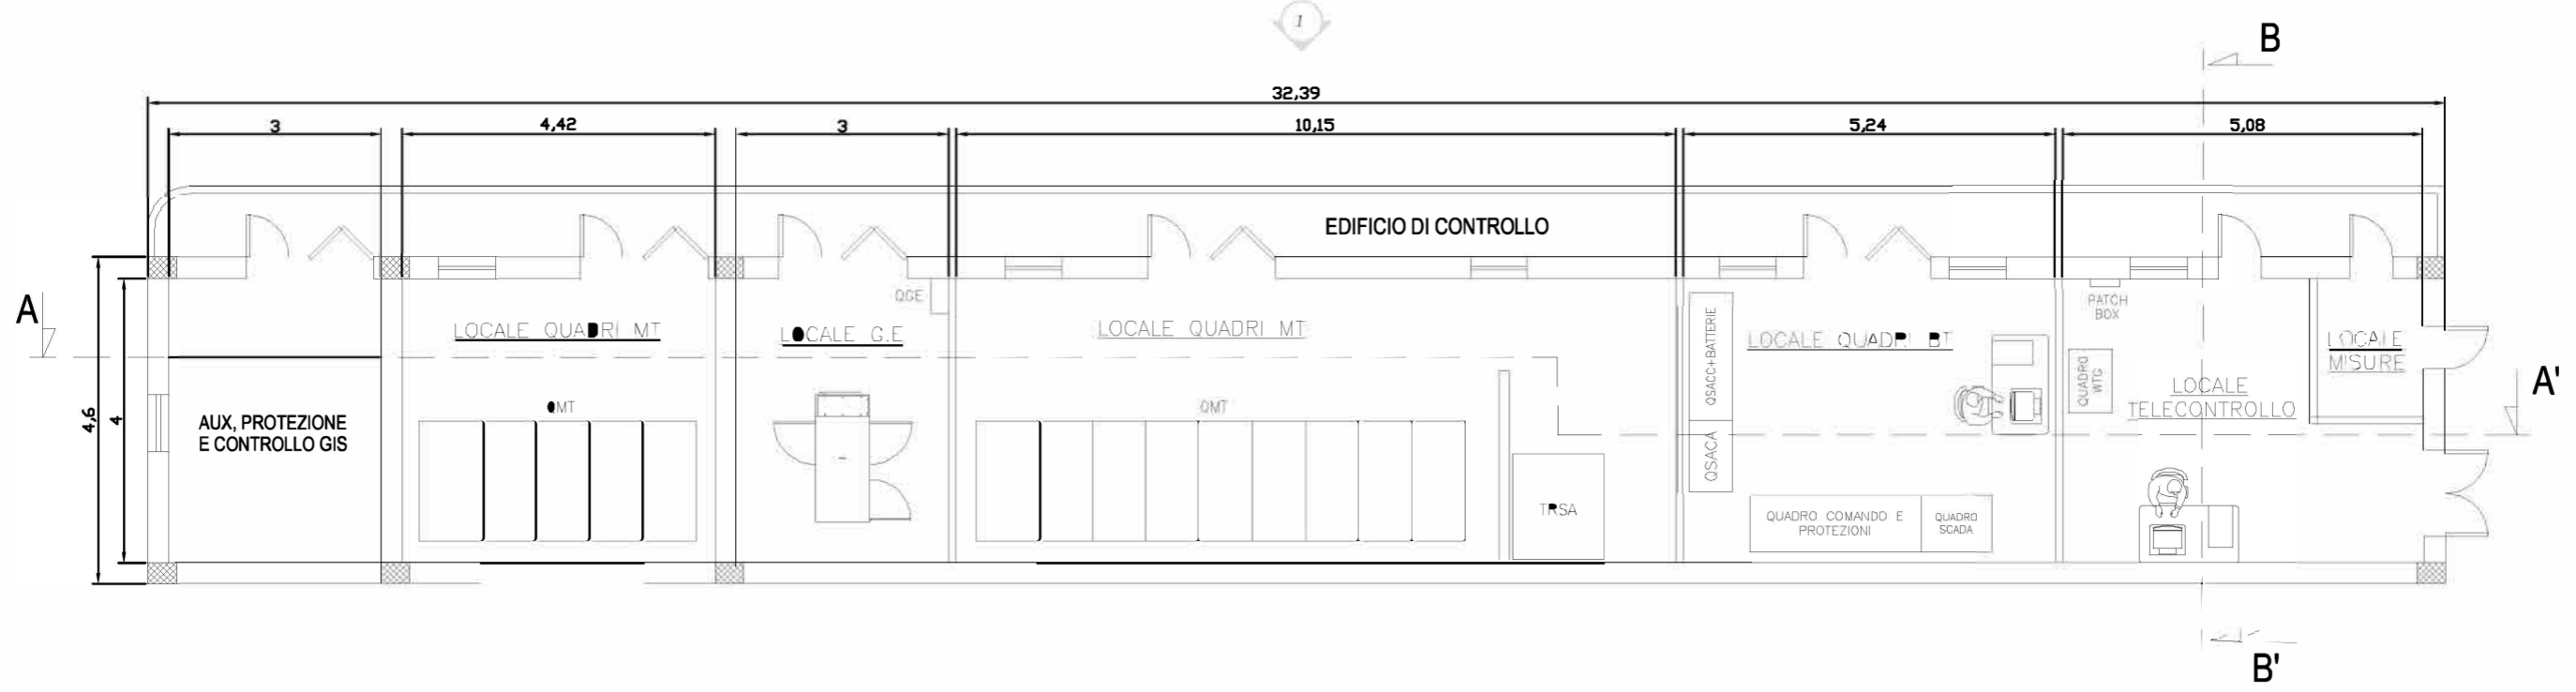 1
B
32,39
3
4,42
3
10,15
5,24
5,08
EDIFICIO DI CONTROLLO
A
4,6
4
QGE
LOCALE QUADRI MT
LOCALE G.E
LOCALE QUADRI MT
LOCALE QUADRI BT
PATCH
BOX
LOCALE
MISURE
A'
AUX, PROTEZIONE
E CONTROLLO GIS
QMT
QMT
QSACC+BATTERIE
QSACA
QUADRO
WTG
LOCALE
TELECONTROLLO
TRSA
QUADRO COMANDO E
PROTEZIONI
QUADRO
SCADA
B'